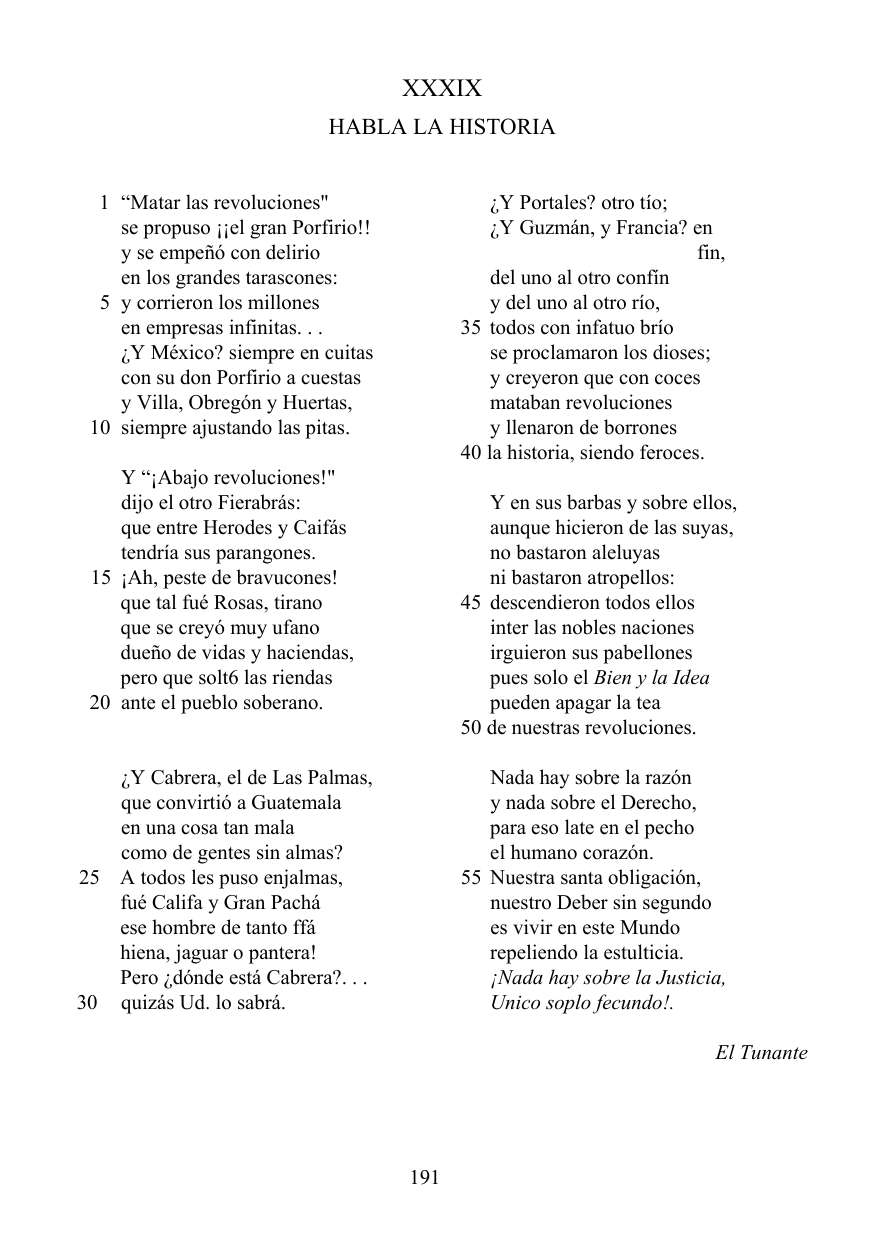 XXXIX
HABLA LA HISTORIA
1 “Matar las revoluciones"
se propuso ¡¡el gran Porfirio!!
y se empeñó con delirio
en los grandes tarascones:
5 y corrieron los millones
en empresas infinitas. . .
¿Y México? siempre en cuitas
con su don Porfirio a cuestas
y Villa, Obregón y Huertas,
10 siempre ajustando las pitas.
Y “¡Abajo revoluciones!"
dijo el otro Fierabrás:
que entre Herodes y Caifás
tendría sus parangones.
15 ¡Ah, peste de bravucones!
que tal fué Rosas, tirano
que se creyó muy ufano
dueño de vidas y haciendas,
pero que solt6 las riendas
20 ante el pueblo soberano.
¿Y Cabrera, el de Las Palmas,
que convirtió a Guatemala
en una cosa tan mala
como de gentes sin almas?
25 A todos les puso enjalmas,
fué Califa y Gran Pachá
ese hombre de tanto ffá
hiena, jaguar o pantera!
Pero ¿dónde está Cabrera?. . .
30 quizás Ud. lo sabrá.
¿Y Portales? otro tío;
¿Y Guzmán, y Francia? en
fin,
del uno al otro confín
y del uno al otro río,
35 todos con infatuo brío
se proclamaron los dioses;
y creyeron que con coces
mataban revoluciones
y llenaron de borrones
40 la historia, siendo feroces.
Y en sus barbas y sobre ellos,
aunque hicieron de las suyas,
no bastaron aleluyas
ni bastaron atropellos:
45 descendieron todos ellos
inter las nobles naciones
irguieron sus pabellones
pues solo el Bien y la Idea
pueden apagar la tea
50 de nuestras revoluciones.
Nada hay sobre la razón
y nada sobre el Derecho,
para eso late en el pecho
el humano corazón.
55 Nuestra santa obligación,
nuestro Deber sin segundo
es vivir en este Mundo
repeliendo la estulticia.
¡Nada hay sobre la Justicia,
Unico soplo fecundo!.
El Tunante
191